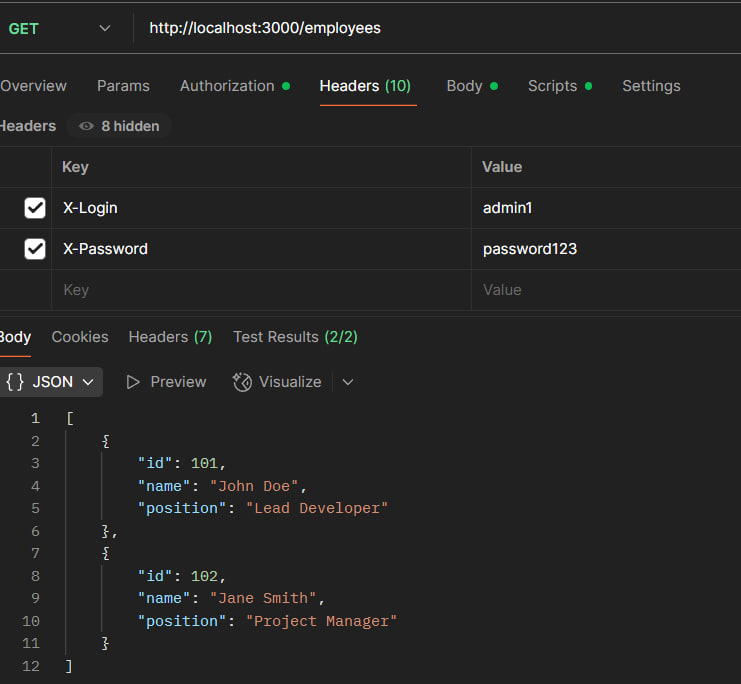 GET http://localhost:3000/employees
Overview Params Authorization Headers (10) Body Scripts Settings
Headers 8 hidden
Key Value
X-Login admin1
X-Password password123
Key Value
Body Cookies Headers (7) Test Results (2/2)
{} JSON Preview Visualize
1 [
2 {
3 "id": 101,
4 "name": "John Doe",
5 "position": "Lead Developer"
6 },
7 {
8 "id": 102,
9 "name": "Jane Smith",
10 "position": "Project Manager"
11 }
12 ]